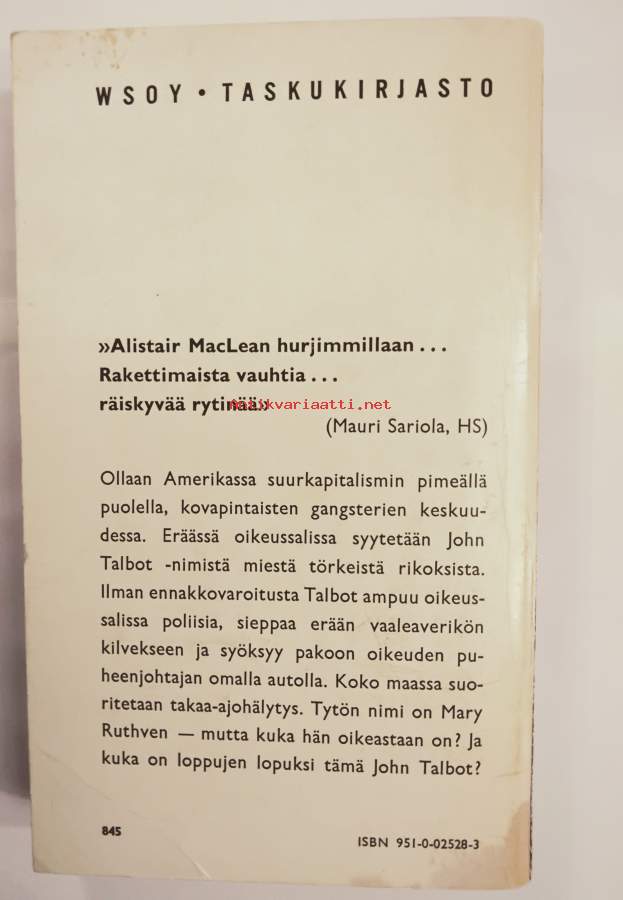 WSOY • TASKUKIRJASTO
»Alistair MacLean hurjimmillaan...
Rakettimaista vauhtia...
räiskyvää rytinää»
Antikvariaatti.net
(Mauri Sariola, HS)
Ollaan Amerikassa suurkapitalismin pimeällä
puolella, kovapintaisten gangsterien keskuu-
dessa. Eräässä oikeussalissa syytetään John
Talbot -nimistä miestä törkeistä rikoksista.
Ilman ennakkovaroitusta Talbot ampuu oikeus-
salissa poliisia, sieppaa erään vaaleaverikön
kilvekseen ja syöksyy pakoon oikeuden pu-
heenjohtajan omalla autolla. Koko maassa suo-
ritetaan takaa-ajohälytys. Tytön nimi on Mary
Ruthven — mutta kuka hän oikeastaan on? Ja
kuka on loppujen lopuksi tämä John Talbot?
845
ISBN 951-0-02528-3